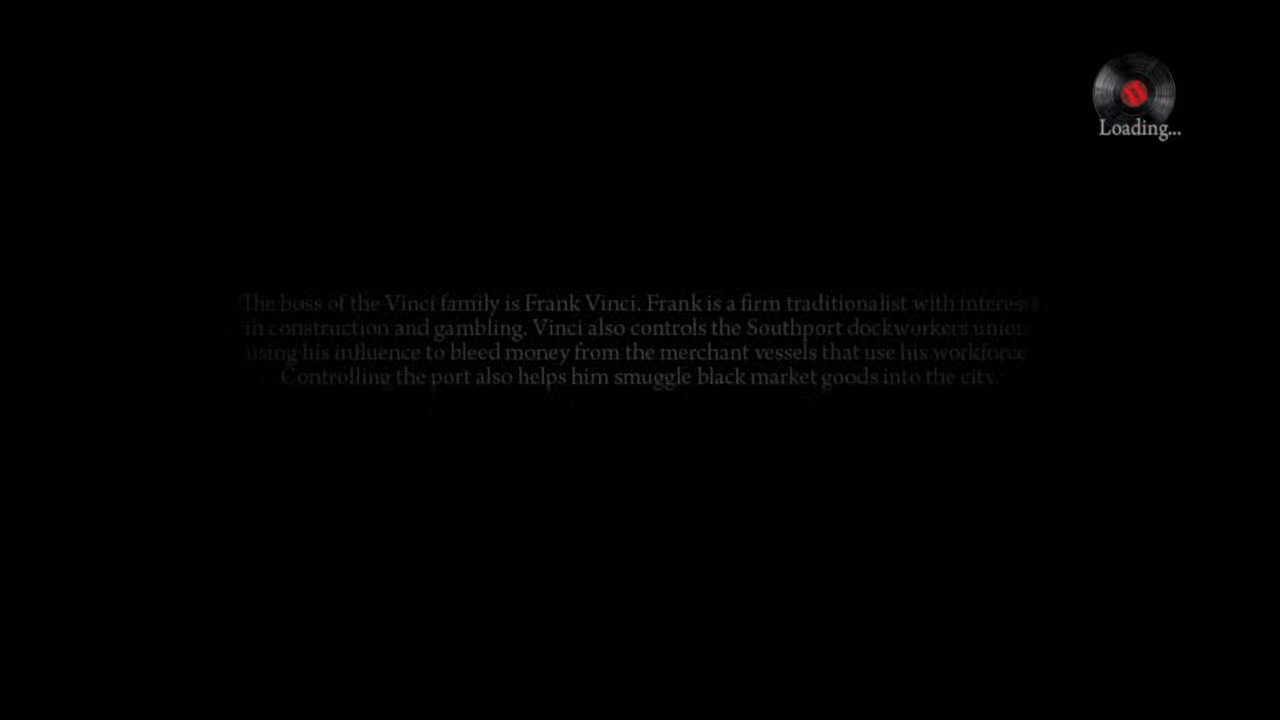 Loading...
The boss of the Vinci family is Frank Vinci. Frank is a firm traditionalist with interest
in construction and gambling. Vinci also controls the Southport dockworkers union
using his influence to bleed money from the merchant vessels that use his workforce
Controlling the port also helps him smuggle black market goods into the city.